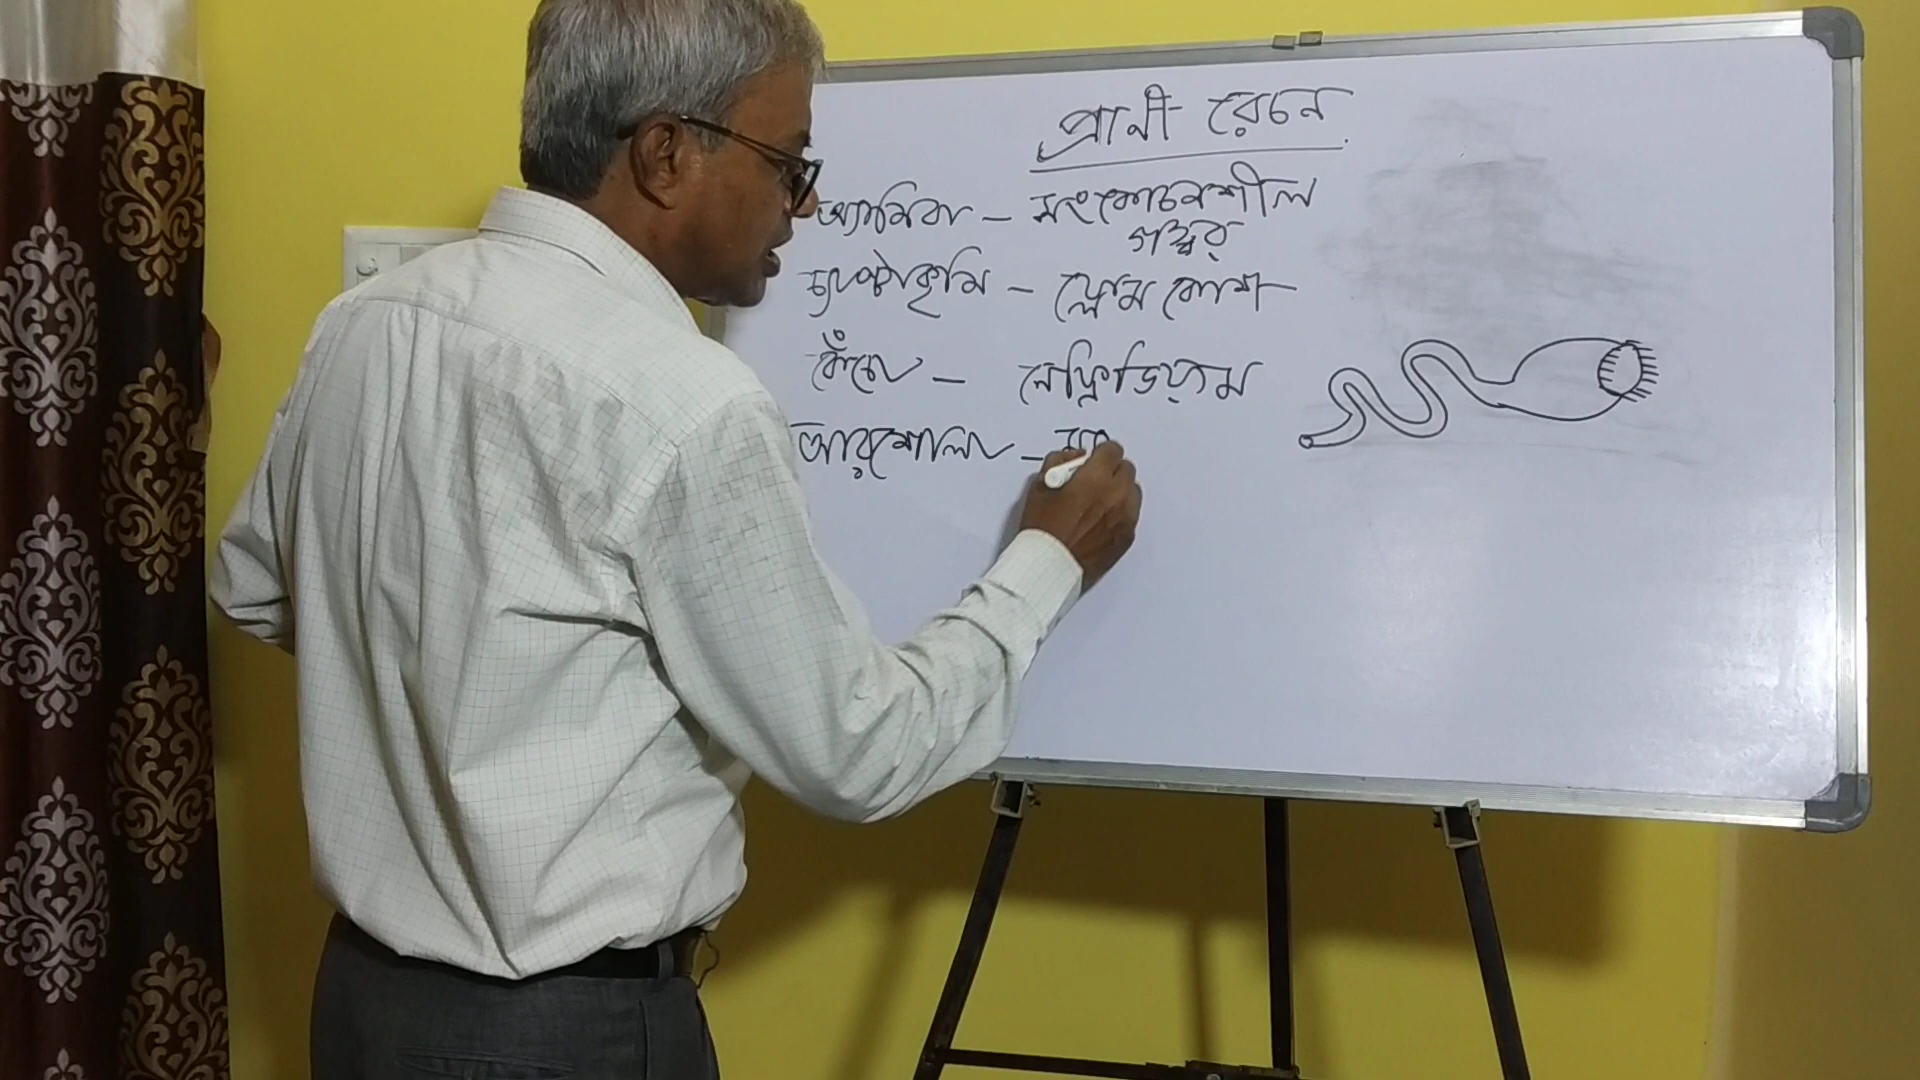 প্রানী রেচন
অ্যামিবা - সংকোচনশীল
গহ্বর
চ্যাপ্টাকৃমি - ফ্লেম কোশ
কেঁচো - নেফ্রিডিয়াম
আরশোলা -